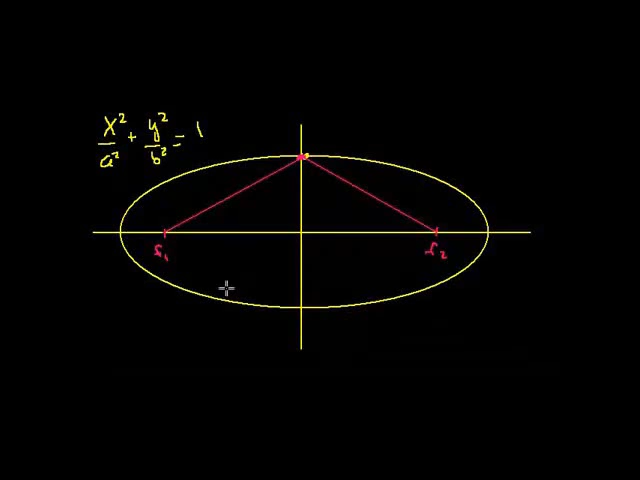 x²/a² + y²/b² = 1
f₁
f₂